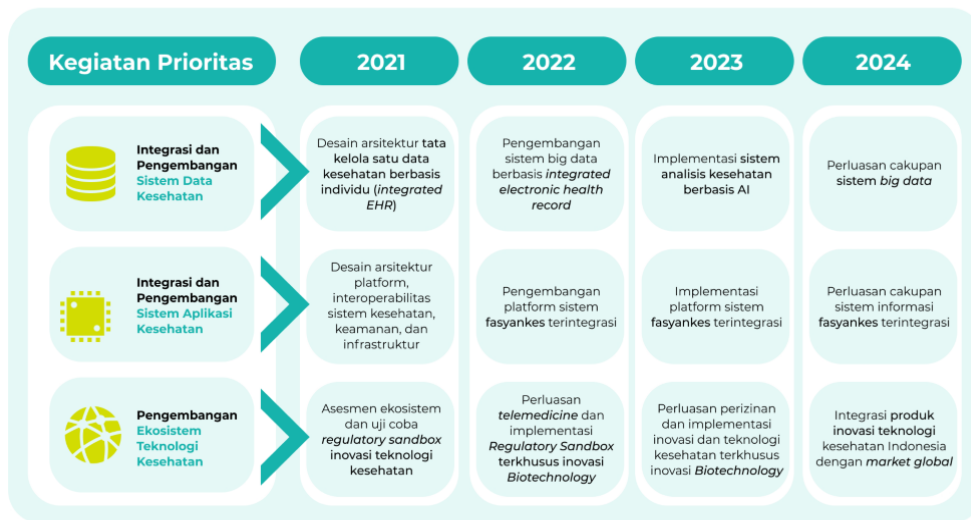 Kegiatan Prioritas
2021
2022
2023
2024
Integrasi dan
Pengembangan
Sistem Data
Kesehatan
Desain arsitektur tata
kelola satu data
kesehatan berbasis
individu (integrated
EHR)
Pengembangan
sistem big data
berbasis integrated
electronic health
record
Implementasi sistem
analisis kesehatan
berbasis AI
Perluasan cakupan
sistem big data
Integrasi dan
Pengembangan
Sistem Aplikasi
Kesehatan
Desain arsitektur
platform,
interoperabilitas
sistem kesehatan,
keamanan, dan
infrastruktur
Pengembangan
platform sistem
fasyankes terintegrasi
Implementasi
platform sistem
fasyankes terintegrasi
Perluasan cakupan
sistem informasi
fasyankes terintegrasi
Pengembangan
Ekosistem
Teknologi
Kesehatan
Asesmen ekosistem
dan uji coba
regulatory sandbox
inovasi teknologi
kesehatan
Perluasan
telemedicine dan
implementasi
Regulatory Sandbox
terkhusus inovasi
Biotechnology
Perluasan perizinan
dan implementasi
inovasi dan teknologi
kesehatan terkhusus
inovasi Biotechnology
Integrasi produk
inovasi teknologi
kesehatan Indonesia
dengan market global